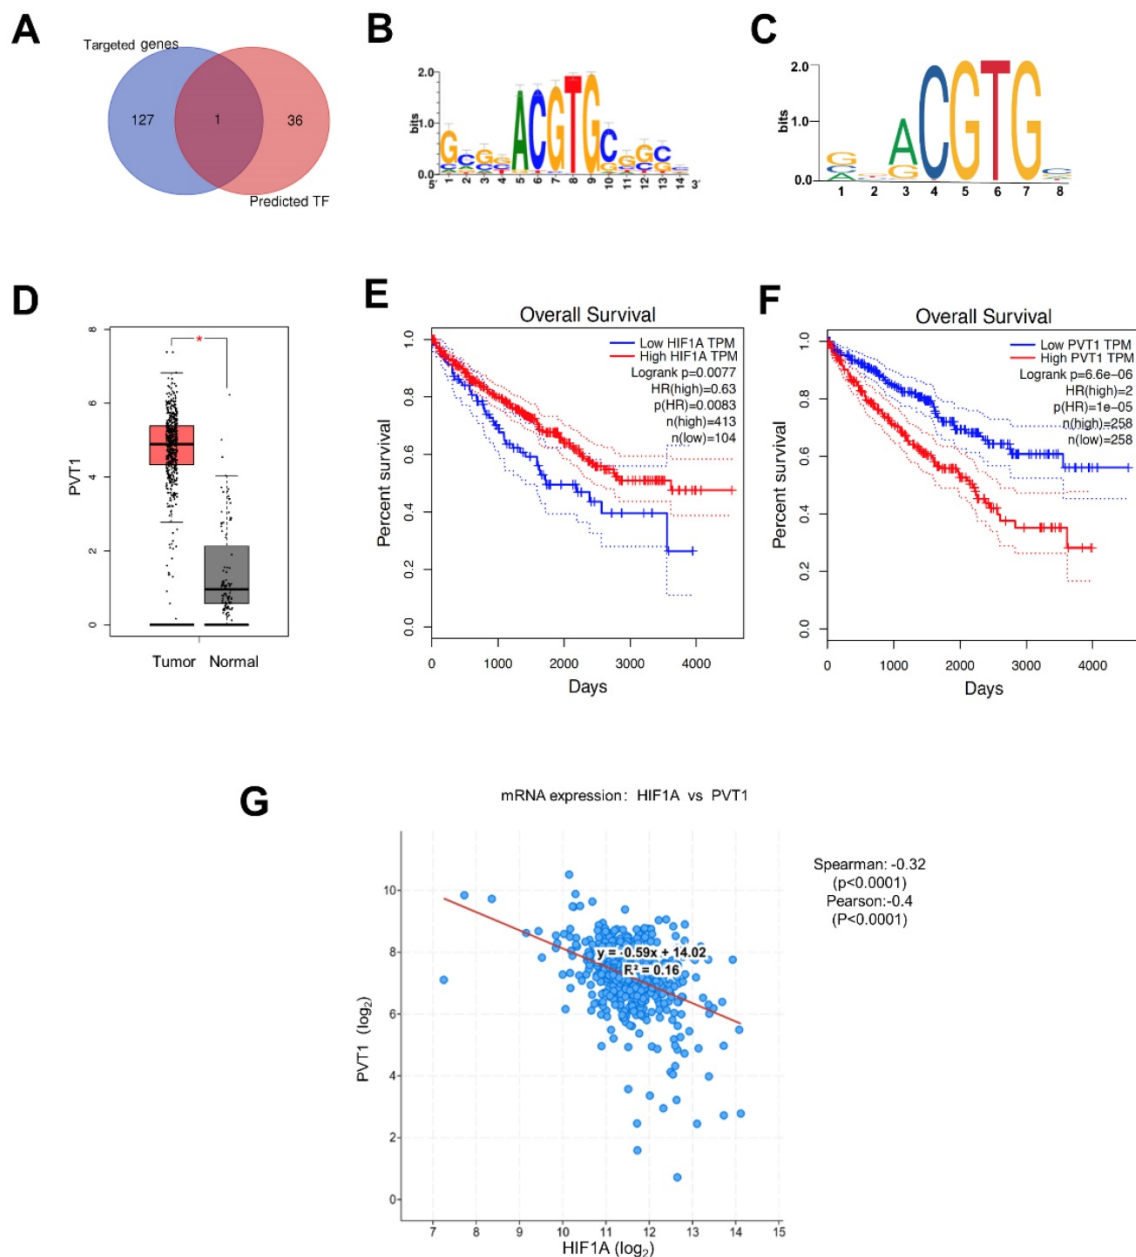 A
Targeted genes
127
1
36
Predicted TF
B
2.0
1.0
0.0
bits
5'
1 2 3 4 5 6 7 8 9 10 11 12 13 14
3'
C
2.0
1.0
0.0
bits
1 2 3 4 5 6 7 8
D
8
6
4
2
0
PVT1
*
Tumor Normal
E
Overall Survival
Low HIF1A TPM
High HIF1A TPM
Logrank p=0.0077
HR(high)=0.63
p(HR)=0.0083
n(high)=413
n(low)=104
1.0
0.8
0.6
0.4
0.2
0.0
Percent survival
0 1000 2000 3000 4000
Days
F
Overall Survival
Low PVT1 TPM
High PVT1 TPM
Logrank p=6.6e-06
HR(high)=2
p(HR)=1e-05
n(high)=258
n(low)=258
1.0
0.8
0.6
0.4
0.2
0.0
Percent survival
0 1000 2000 3000 4000
Days
G
mRNA expression: HIF1A vs PVT1
Spearman: -0.32
(p<0.0001)
Pearson:-0.4
(P<0.0001)
y = -0.59x + 14.02
R² = 0.16
10
8
6
4
2
0
PVT1 (log2)
7 8 9 10 11 12 13 14 15
HIF1A (log2)